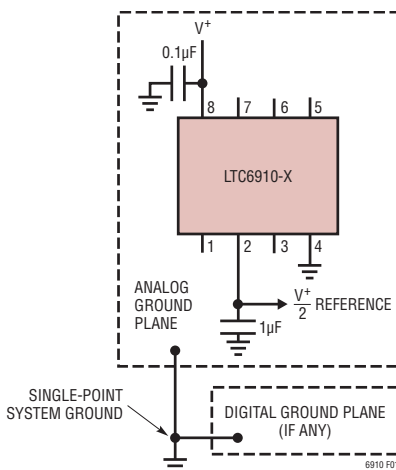 V+
0.1µF
8
7
6
5
LTC6910-X
1
2
3
4
V+
2
REFERENCE
1µF
ANALOG
GROUND
PLANE
SINGLE-POINT
SYSTEM GROUND
DIGITAL GROUND PLANE
(IF ANY)
6910 F01